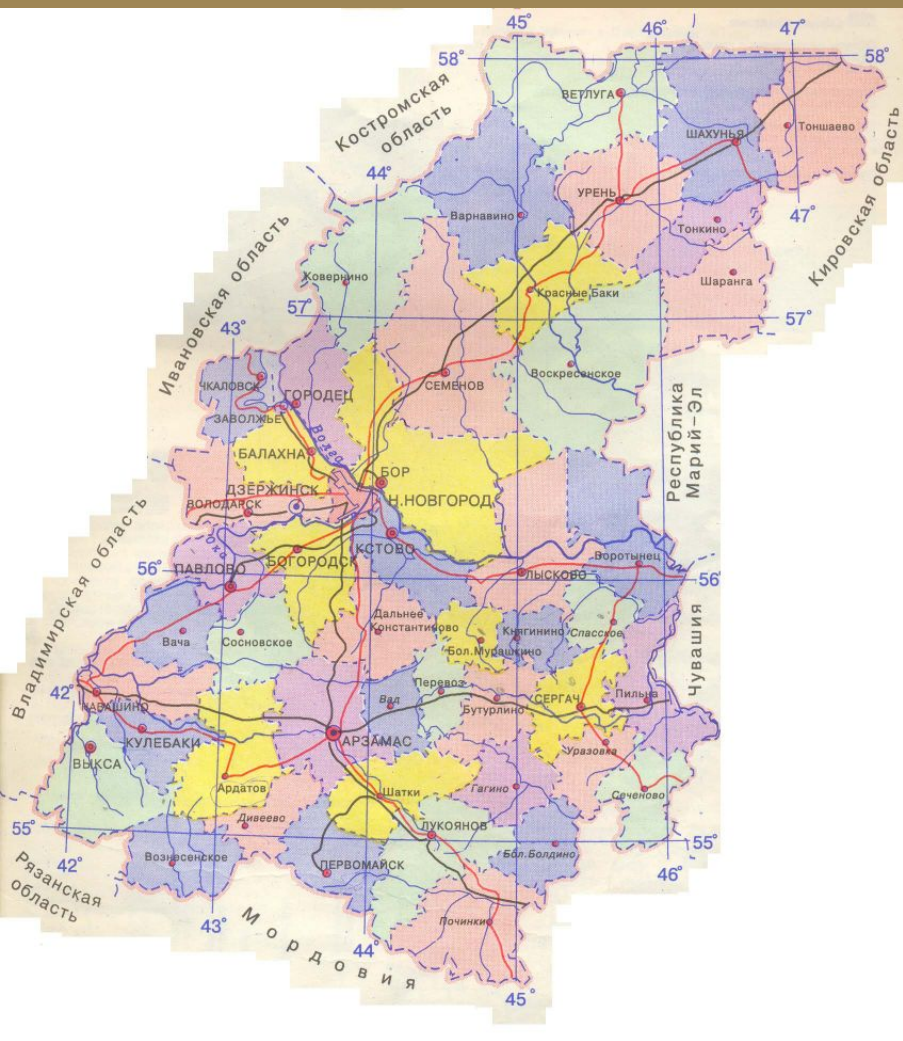 45°
46°
47°
58°
58°
ВЕТЛУГА
Костромская
область
ШАХУНЬЯ
Тоншаево
44°
УРЕНЬ
Варнавино
47°
Тонкино
Кировская область
Ивановская область
Ковернино
Шаранга
Красные Баки
57°
57°
43°
ЧКАЛОВСК
ГОРОДЕЦ
СЕМЕНОВ
Воскресенское
Республика
Марий-Эл
ЗАВОЛЖЬЕ
Волга
БАЛАХНА
БОР
ДЗЕРЖИНСК
Н.НОВГОРОД
ВОЛОДАРСК
Ока
КСТОВО
БОГОРОДСК
Воротынец
56°
ПАВЛОВО
ЛЫСКОВО
56°
Владимирская область
Дальнее
Константиново
Вача
Сосновское
Княгинино
Спасское
Бол.Мурашкино
Чувашия
42°
Перевоз
Вад
Бутурлино
СЕРГАЧ
Пильна
НАВАШИНО
КУЛЕБАКИ
АРЗАМАС
Уразовка
ВЫКСА
Ардатов
Шатки
Гагино
Сеченово
Дивеево
ЛУКОЯНОВ
55°
55°
42°
Вознесенское
ПЕРВОМАЙСК
Бол.Болдино
46°
Рязанская
область
43°
Починки
Мордовия
44°
45°